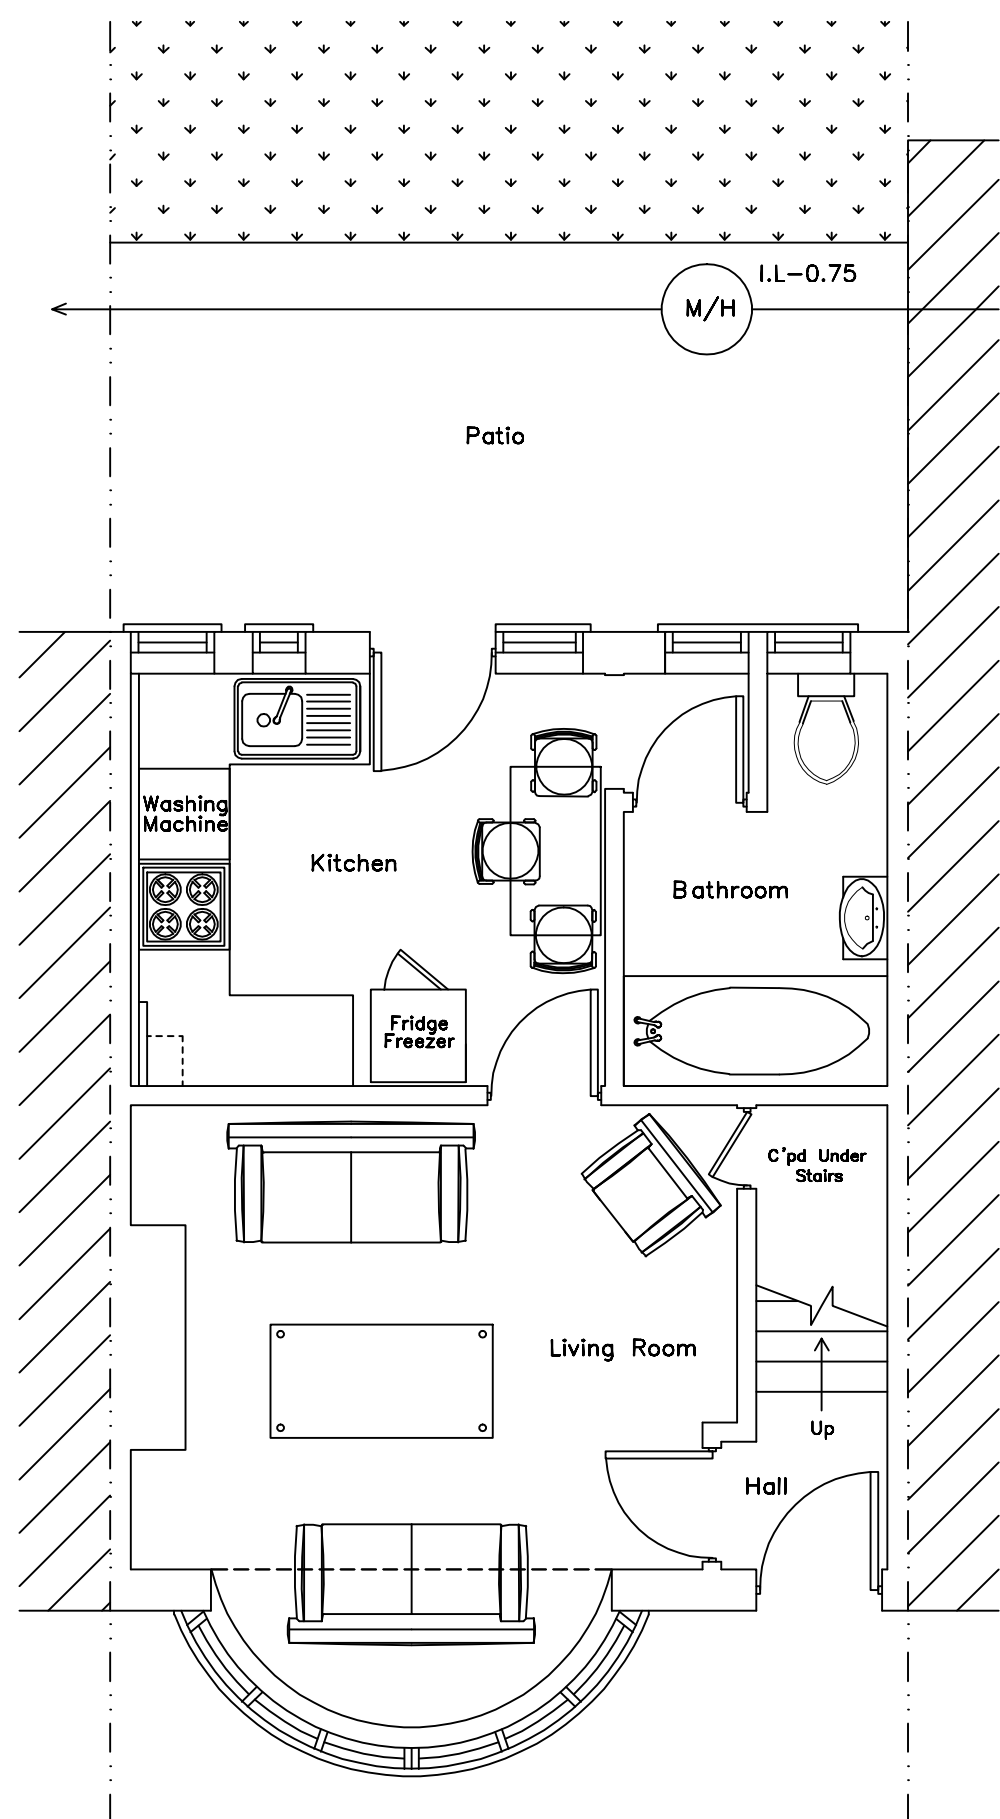 I.L-0.75
M/H
Patio
Washing
Machine
Kitchen
Bathroom
Fridge
Freezer
C'pd Under
Stairs
Living Room
Up
Hall